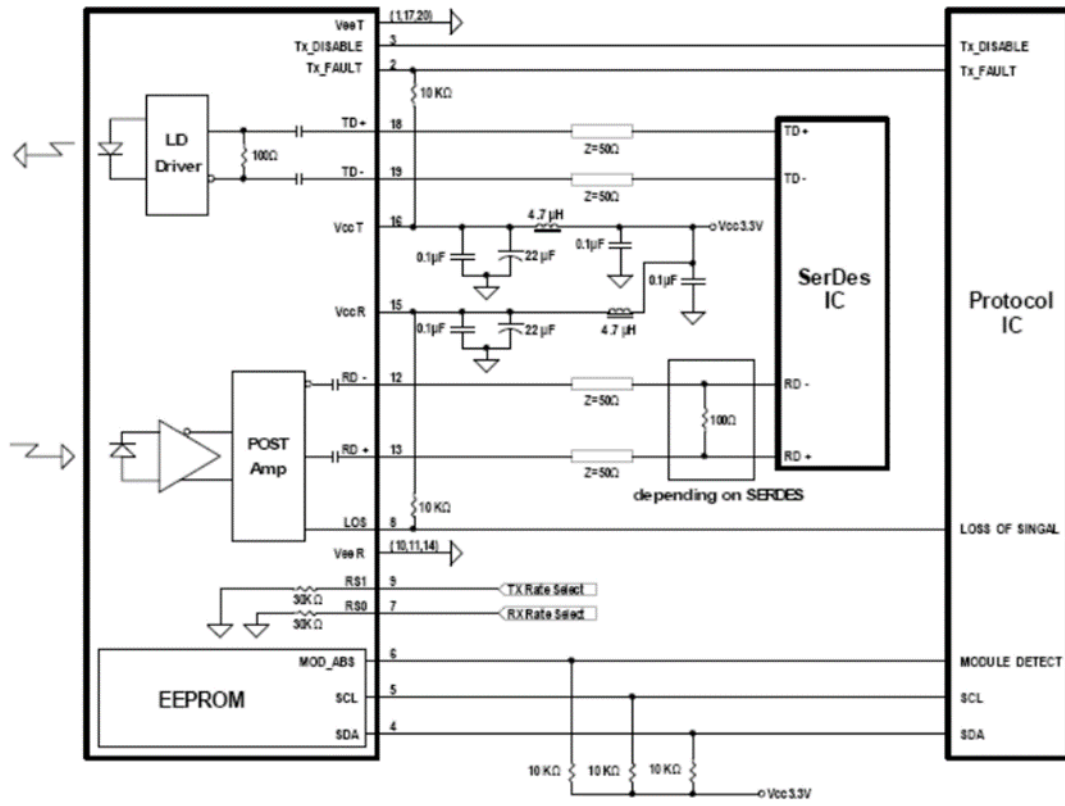 VeeT (1,17,20)
Tx_DISABLE 3 Tx_DISABLE
Tx_FAULT 2 Tx_FAULT
10 KΩ
LD
Driver
100Ω
TD+ 18 TD+
Z=50Ω
TD- 19 TD-
Z=50Ω
VccT 16 4.7 µH Vcc3.3V
0.1µF 22 µF 0.1µF
0.1µF
SerDes
IC
Protocol
IC
VccR 15
0.1µF 22 µF 4.7 µH
RD - 12 RD -
Z=50Ω
100Ω
POST
Amp
RD + 13 RD +
Z=50Ω
depending on SERDES
10 KΩ
LOS 8 LOSS OF SINGAL
VeeR (10,11,14)
RS1 9 TX Rate Select
30KΩ
RS0 7 RX Rate Select
30KΩ
MOD_ABS 6 MODULE DETECT
EEPROM
SCL 5 SCL
SDA 4 SDA
10 KΩ 10 KΩ 10 KΩ
Vcc3.3V